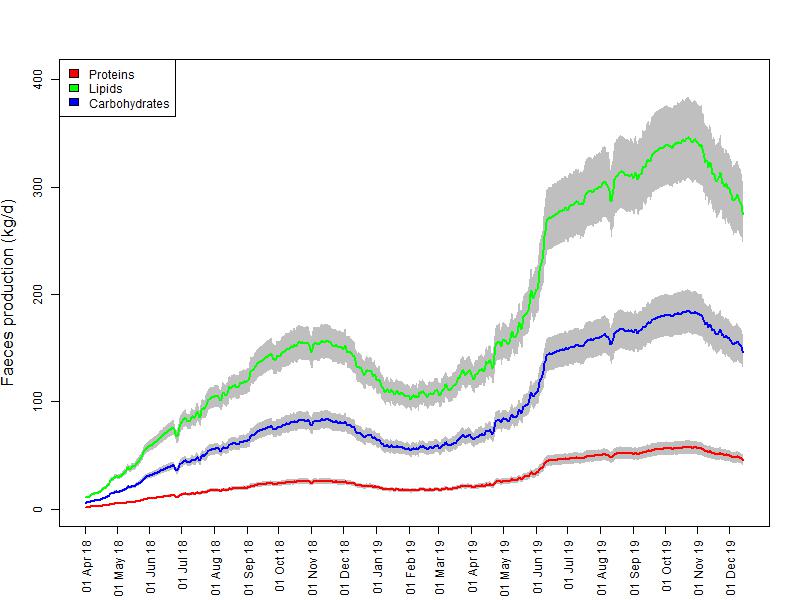 Proteins
Lipids
Carbohydrates
Faeces production (kg/d)
400
300
200
100
0
01 Apr 18
01 May 18
01 Jun 18
01 Jul 18
01 Aug 18
01 Sep 18
01 Oct 18
01 Nov 18
01 Dec 18
01 Jan 19
01 Feb 19
01 Mar 19
01 Apr 19
01 May 19
01 Jun 19
01 Jul 19
01 Aug 19
01 Sep 19
01 Oct 19
01 Nov 19
01 Dec 19